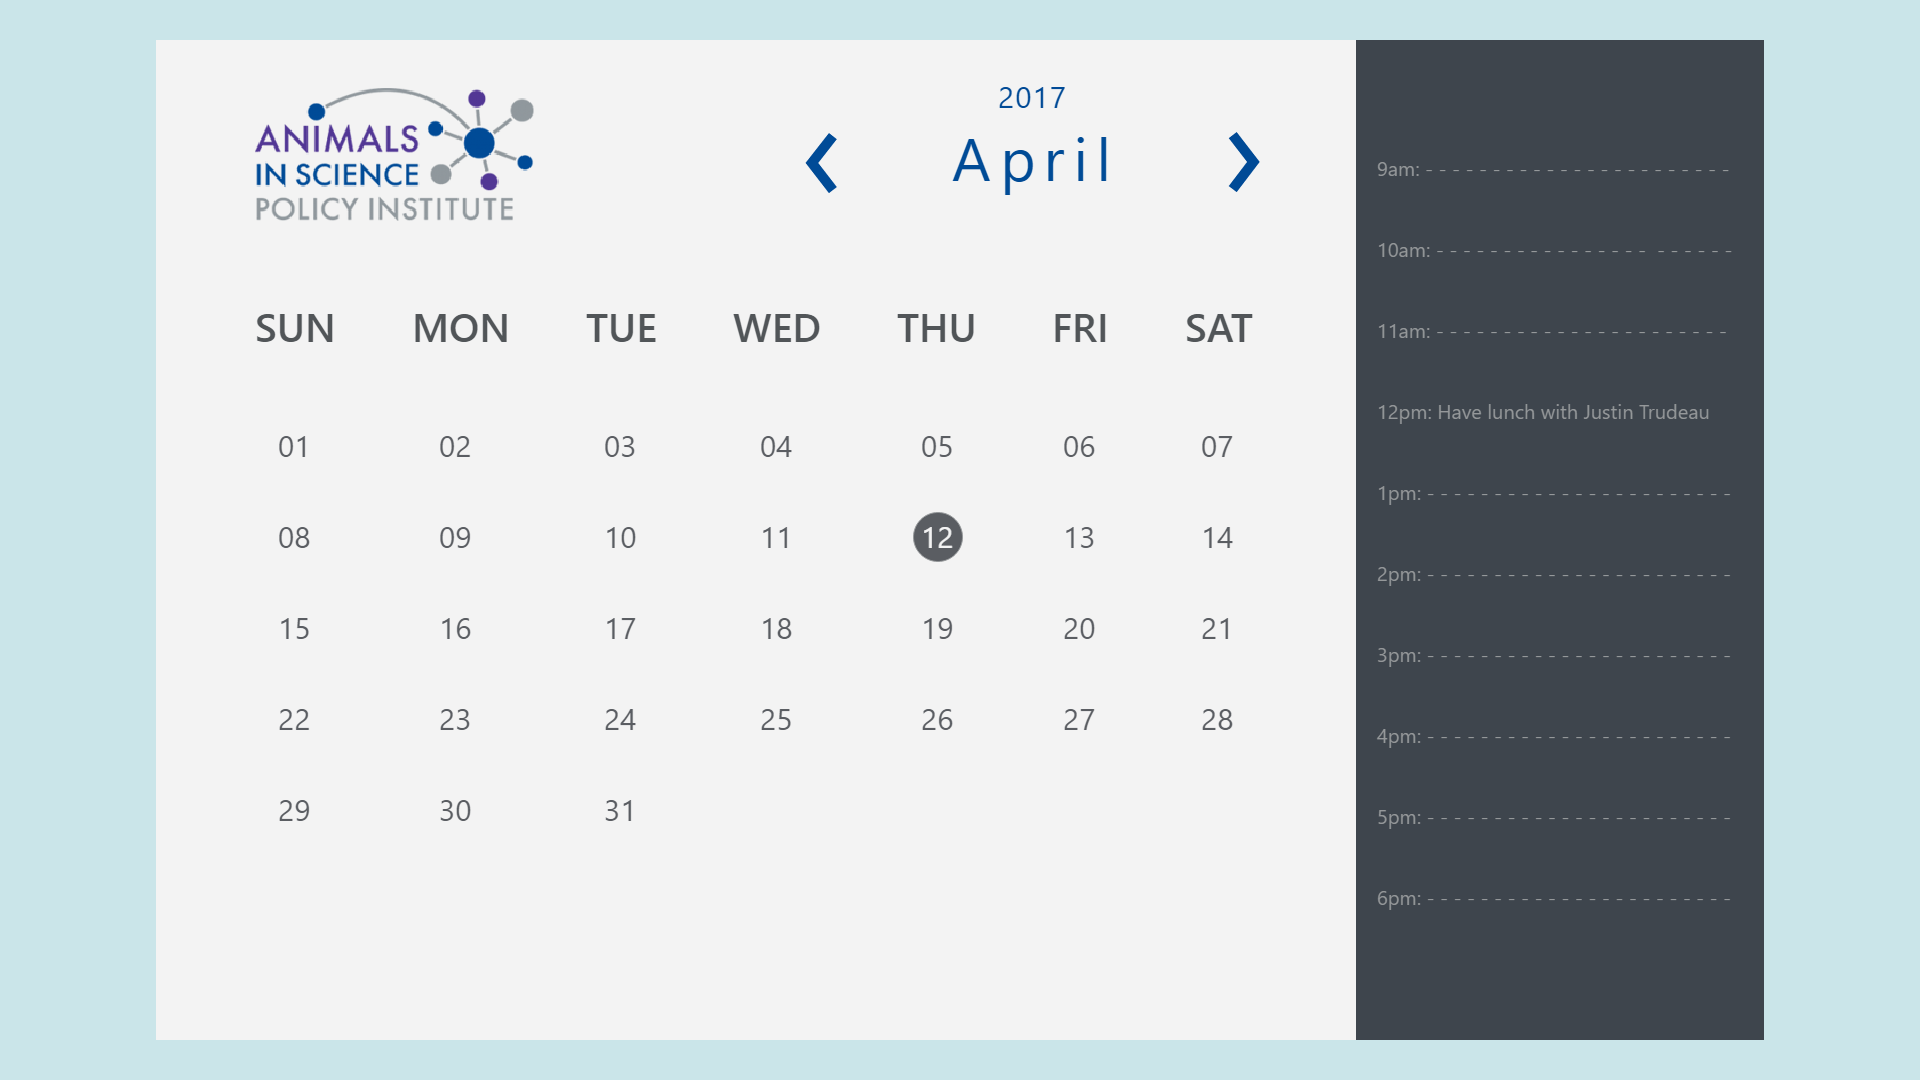 ANIMALS
IN SCIENCE
POLICY INSTITUTE
2017
April
SUN MON TUE WED THU FRI SAT
01 02 03 04 05 06 07
08 09 10 11 12 13 14
15 16 17 18 19 20 21
22 23 24 25 26 27 28
29 30 31
9am: - - - - - - - - - - - - - - - - - - - - - - -
10am: - - - - - - - - - - - - - - - -  - - - - - -
11am: - - - - - - - - - - - - - - - - - - - - - -
12pm: Have lunch with Justin Trudeau
1pm: - - - - - - - - - - - - - - - - - - - - - - -
2pm: - - - - - - - - - - - - - - - - - - - - - - -
3pm: - - - - - - - - - - - - - - - - - - - - - - -
4pm: - - - - - - - - - - - - - - - - - - - - - - -
5pm: - - - - - - - - - - - - - - - - - - - - - - -
6pm: - - - - - - - - - - - - - - - - - - - - - - -